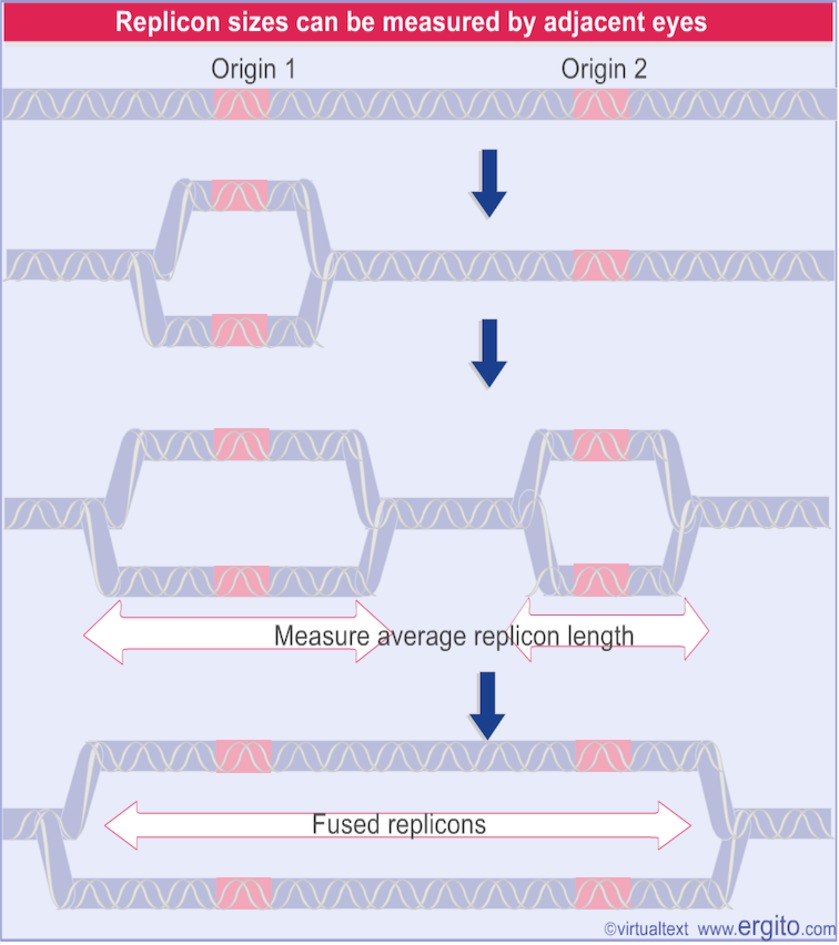 Replicon sizes can be measured by adjacent eyes
Origin 1 Origin 2
Measure average replicon length
Fused replicons
©virtualtext www.ergito.com